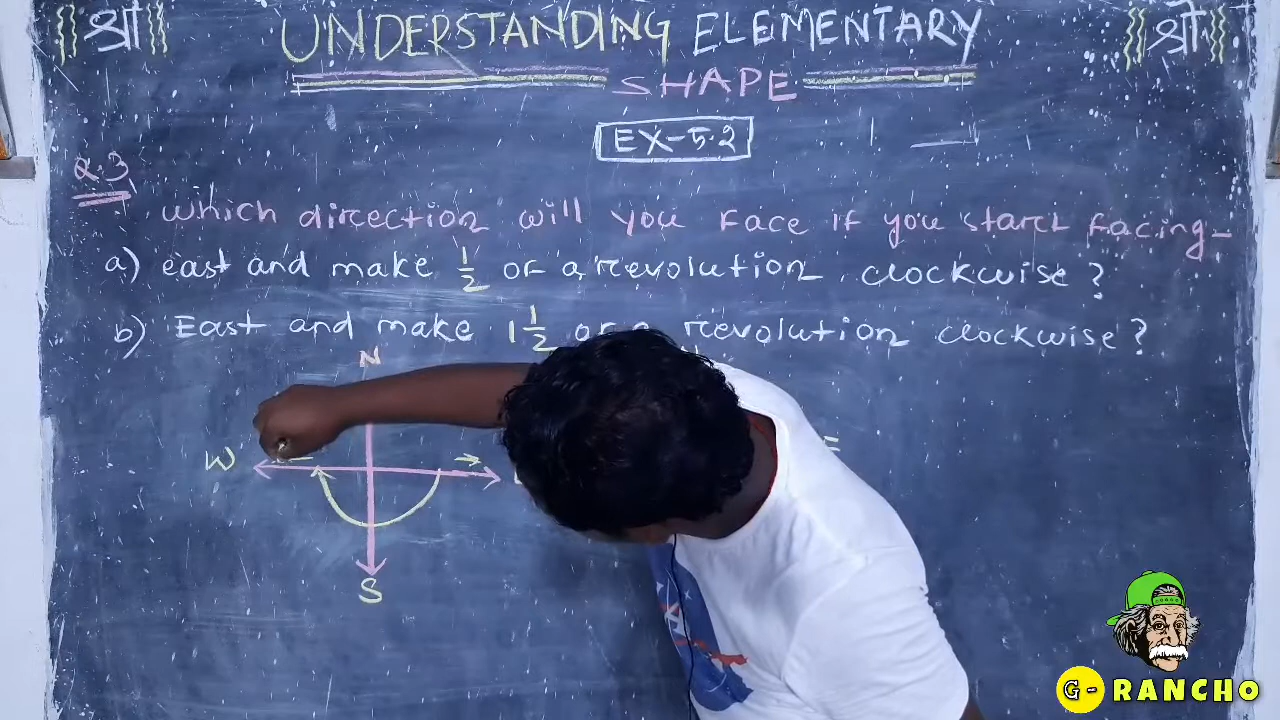 श्री UNDERSTANDING ELEMENTARY श्री
SHAPE
EX-5.2
Q.3
Which direction will you face if you start facing-
a) east and make 1/2 of a revolution clockwise?
b) East and make 1 1/2 of a revolution clockwise?
N
W
S
G-RANCHO